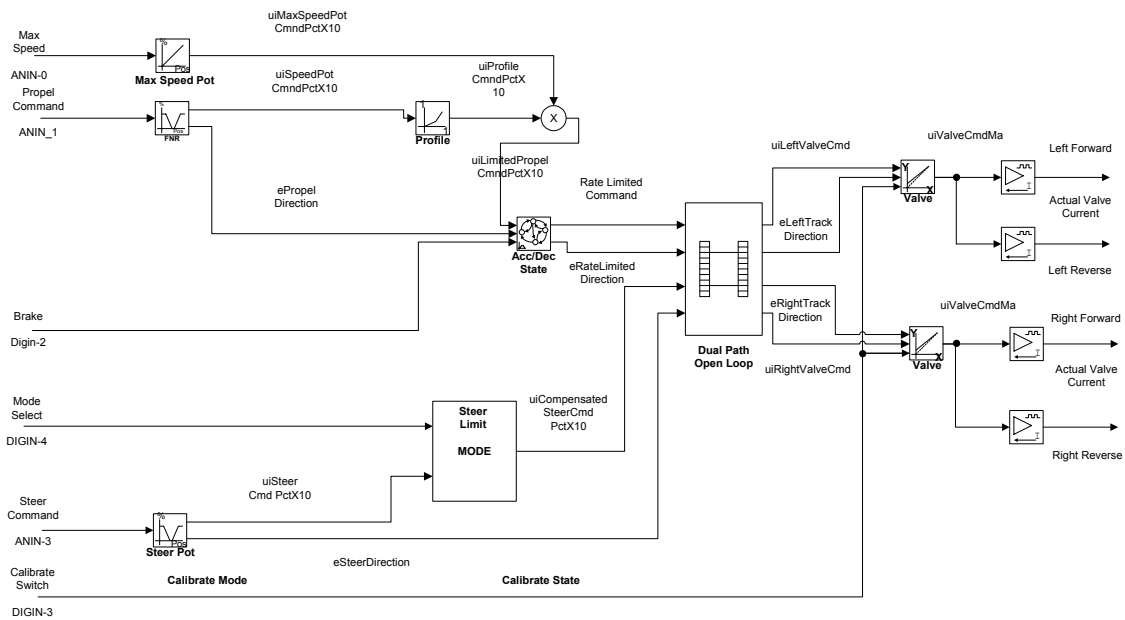 uiMaxSpeedPot
CmndPctX10
Max
Speed
ANIN-0
%
Pos
Max Speed Pot
uiSpeedPot
CmndPctX10
uiProfile
CmndPctX
10
Propel
Command
ANIN_1
%
Pos
FNR
1
1
Profile
X
uiLimitedPropel
CmndPctX10
ePropel
Direction
Rate Limited
Command
Acc/Dec
State
eRateLimited
Direction
Brake
Digin-2
uiLeftValveCmd
eLeftTrack
Direction
eRightTrack
Direction
uiRightValveCmd
Dual Path
Open Loop
uiValveCmdMa
Y
X
Valve
I
Left Forward
Actual Valve
Current
I
Left Reverse
uiValveCmdMa
Y
X
Valve
I
Right Forward
Actual Valve
Current
I
Right Reverse
Mode
Select
DIGIN-4
Steer
Limit
MODE
uiCompensated
SteerCmd
PctX10
uiSteer
Cmd PctX10
Steer
Command
ANIN-3
%
Pos
Steer Pot
eSteerDirection
Calibrate
Switch
DIGIN-3
Calibrate Mode
Calibrate State